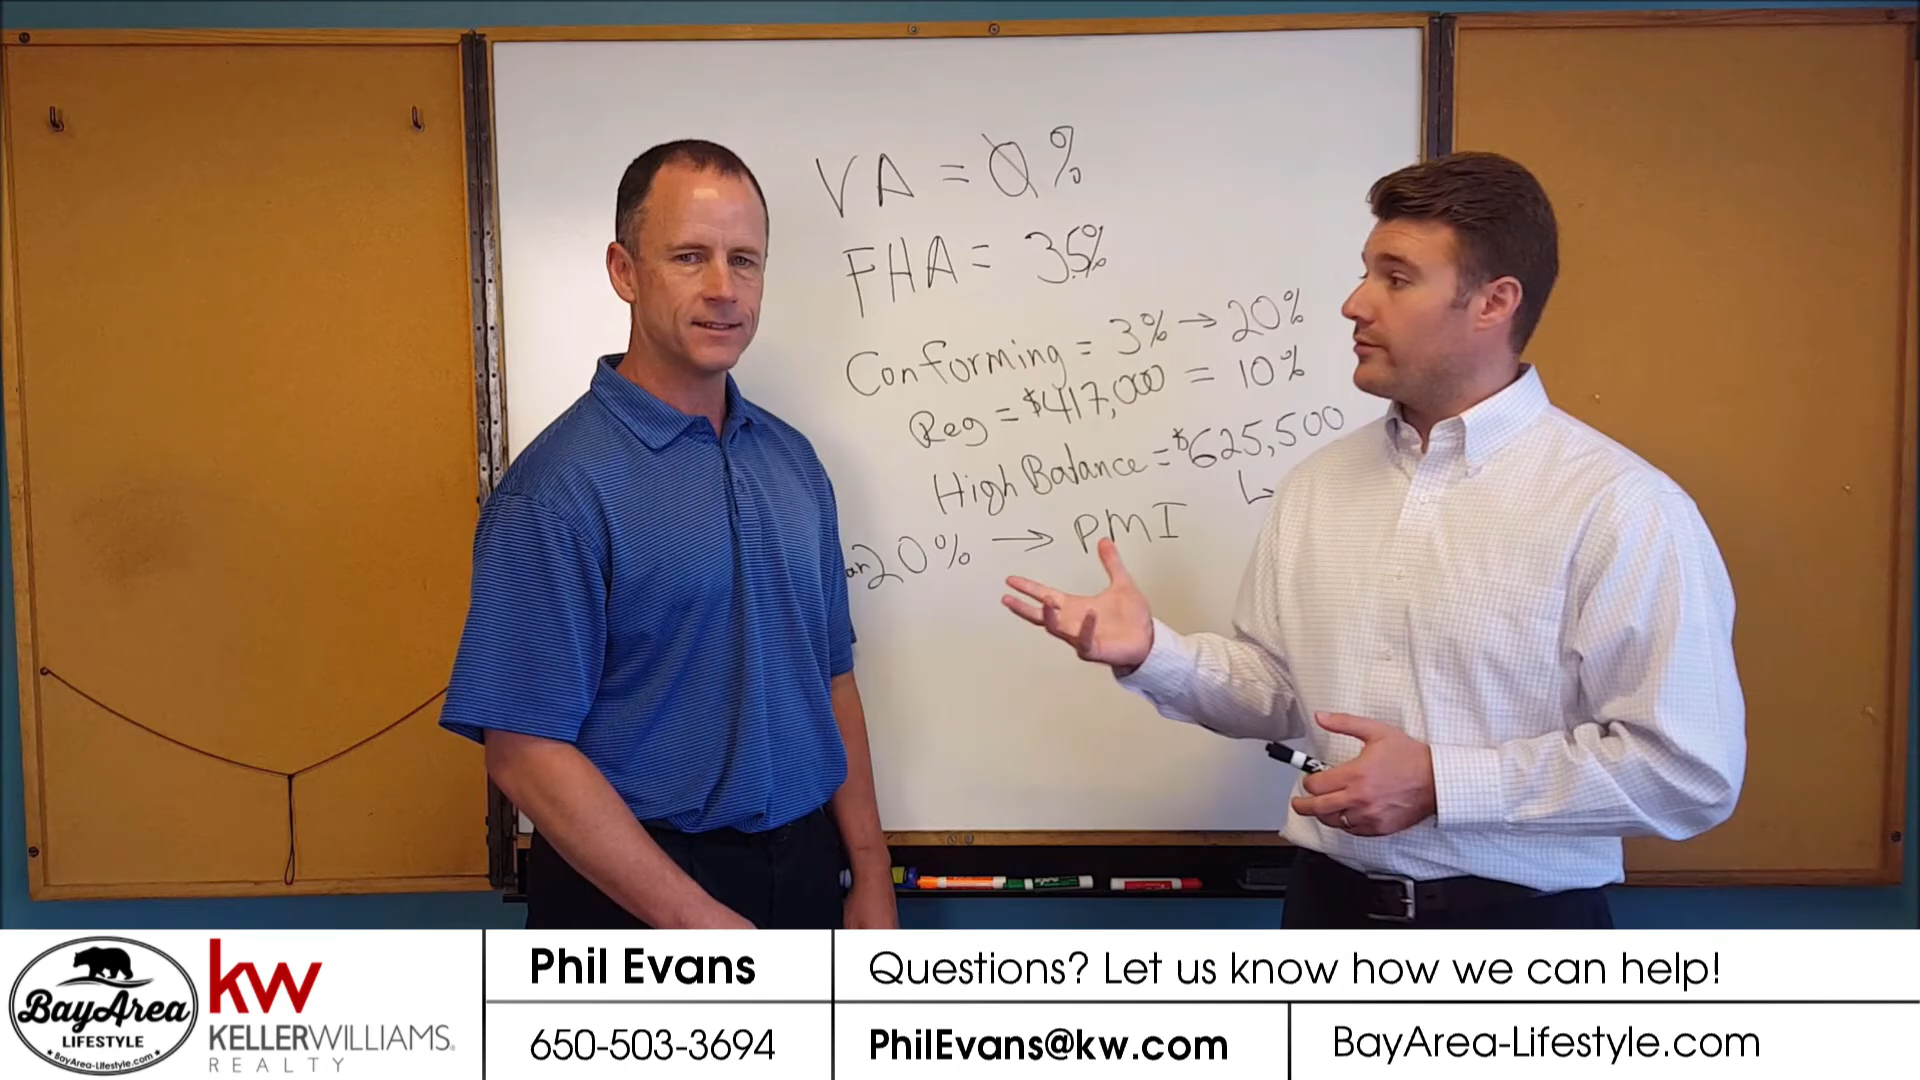 VA = 0%
FHA = 3.5%
Conforming = 3% → 20%
Reg = $417,000 = 10%
High Balance = $625,500
20% → PMI
BayArea
LIFESTYLE
BayArea-Lifestyle.com
kw
KELLERWILLIAMS.
REALTY
Phil Evans
650-503-3694
Questions? Let us know how we can help!
PhilEvans@kw.com
BayArea-Lifestyle.com